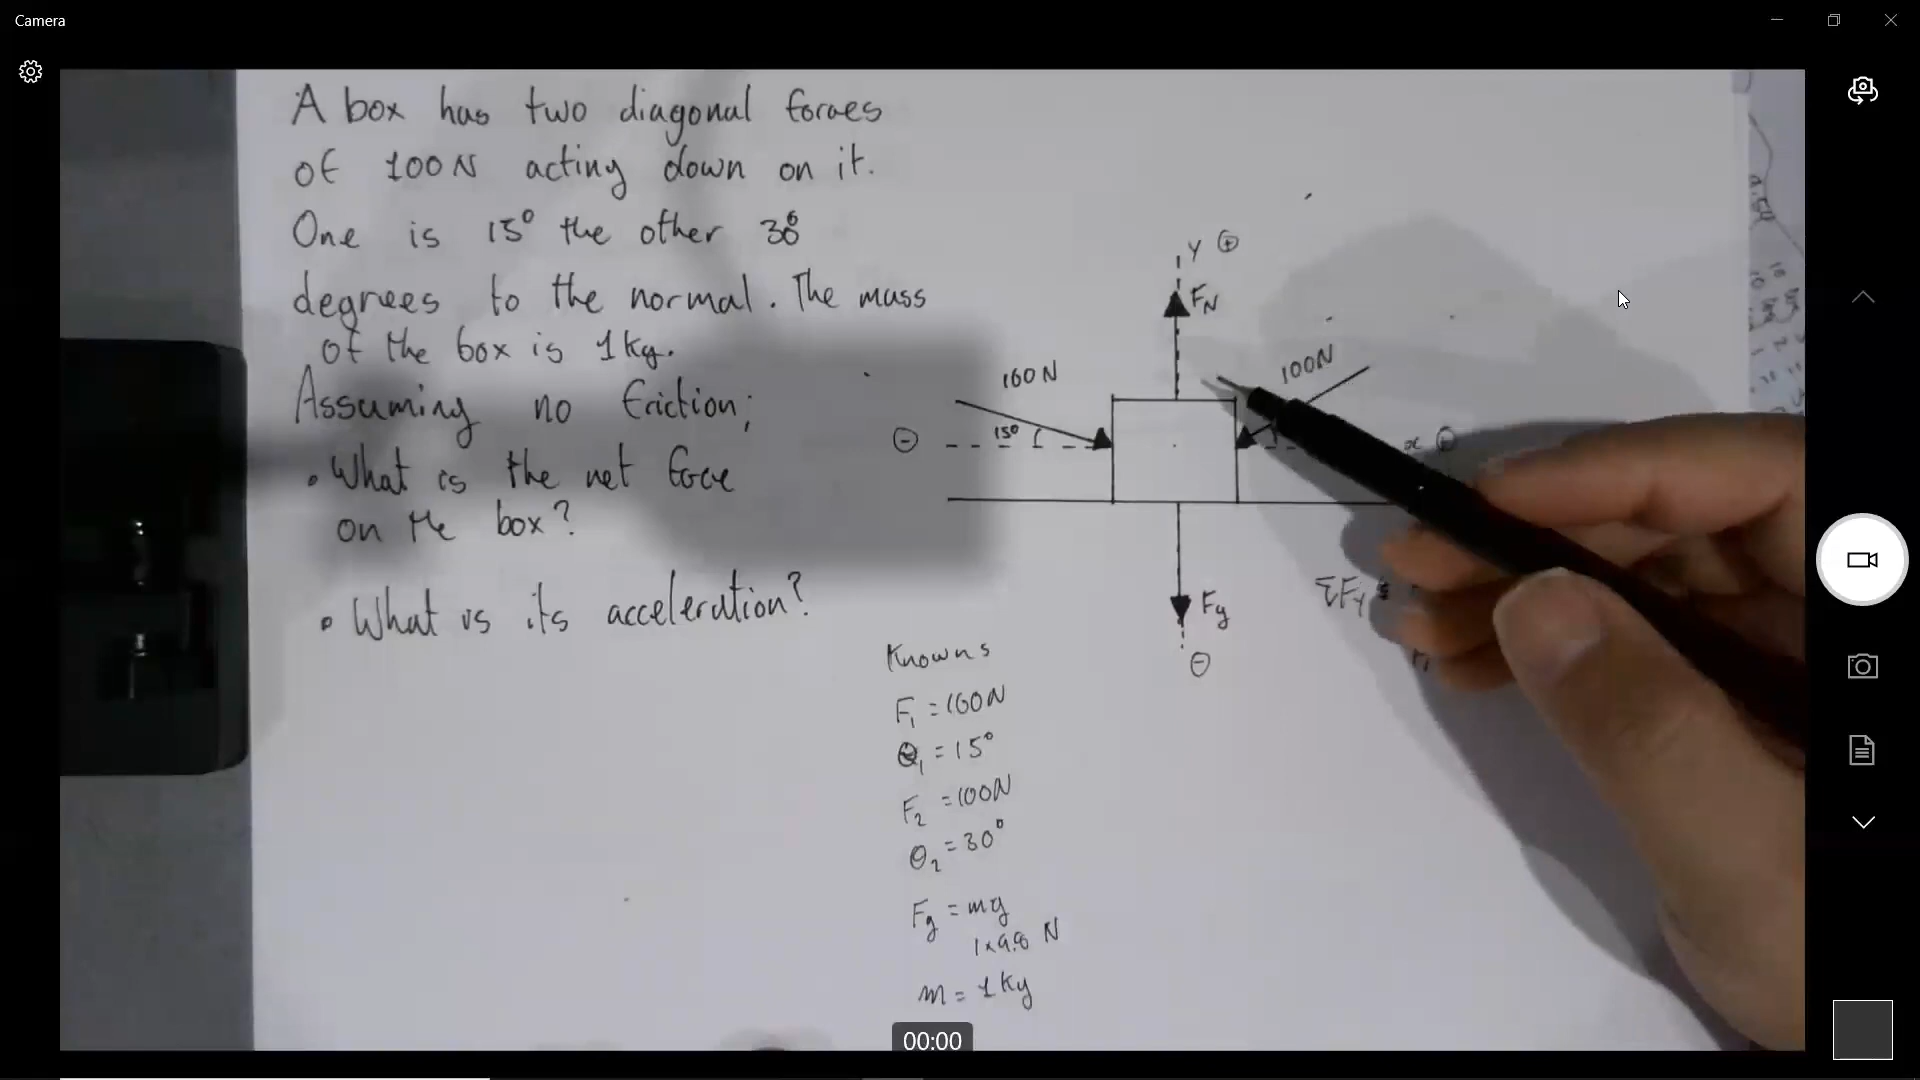 Camera
A box has two diagonal forces
of 100N acting down on it.
One is 15° the other 30
degrees to the normal. The mass
of the box is 1kg.
Assuming no friction;
• What is the net force
on the box?
• What is its acceleration?
Y ⊕
FN
100N
100N
15°
⊖
x ⊕
Fg
⊖
ΣFy
Knowns
F₁ = 100N
θ₁ = 15°
F₂ = 100N
θ₂ = 30°
Fg = mg
1×9.8 N
m = 1kg
00:00